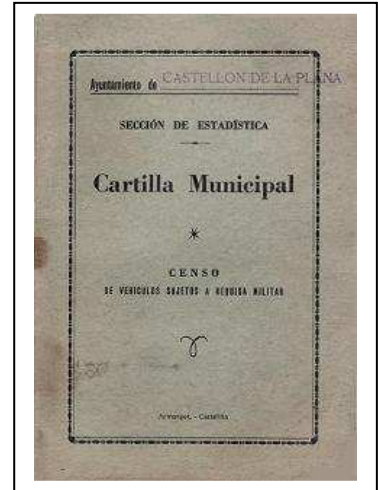 Ayuntamiento de CASTELLON DE LA PLANA
SECCIÓN DE ESTADÍSTICA
Cartilla Municipal
CENSO
DE VEHICULOS SUJETOS A REQUISA MILITAR
Armengot. - Castellón